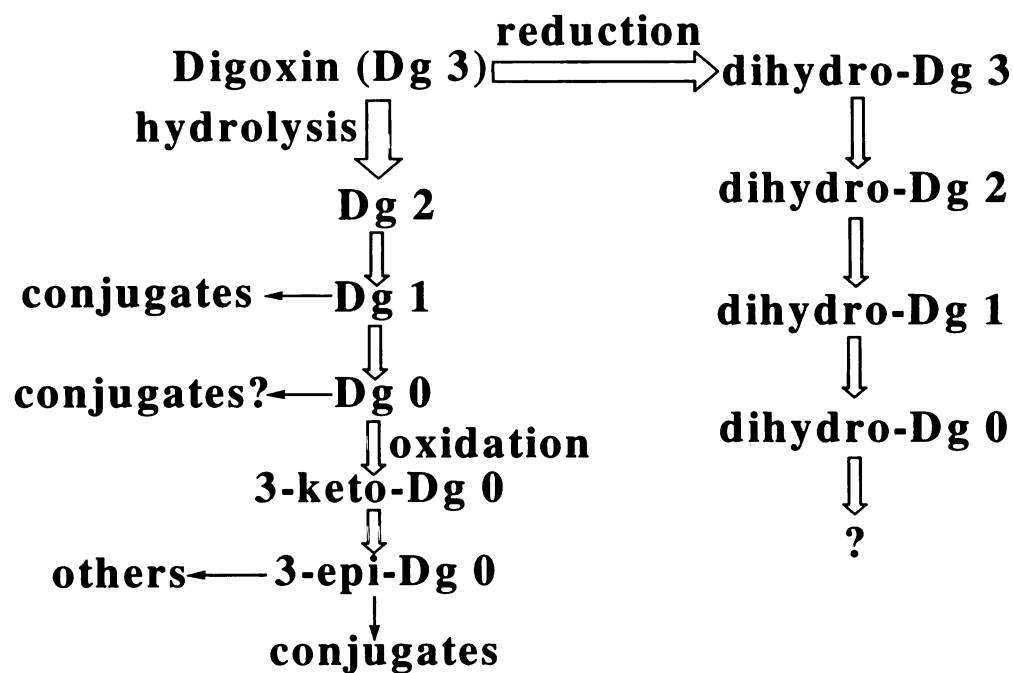 reduction
Digoxin (Dg 3)
dihydro-Dg 3
hydrolysis
Dg 2
dihydro-Dg 2
conjugates
Dg 1
dihydro-Dg 1
conjugates?
Dg 0
dihydro-Dg 0
oxidation
3-keto-Dg 0
?
others
3-epi-Dg 0
conjugates